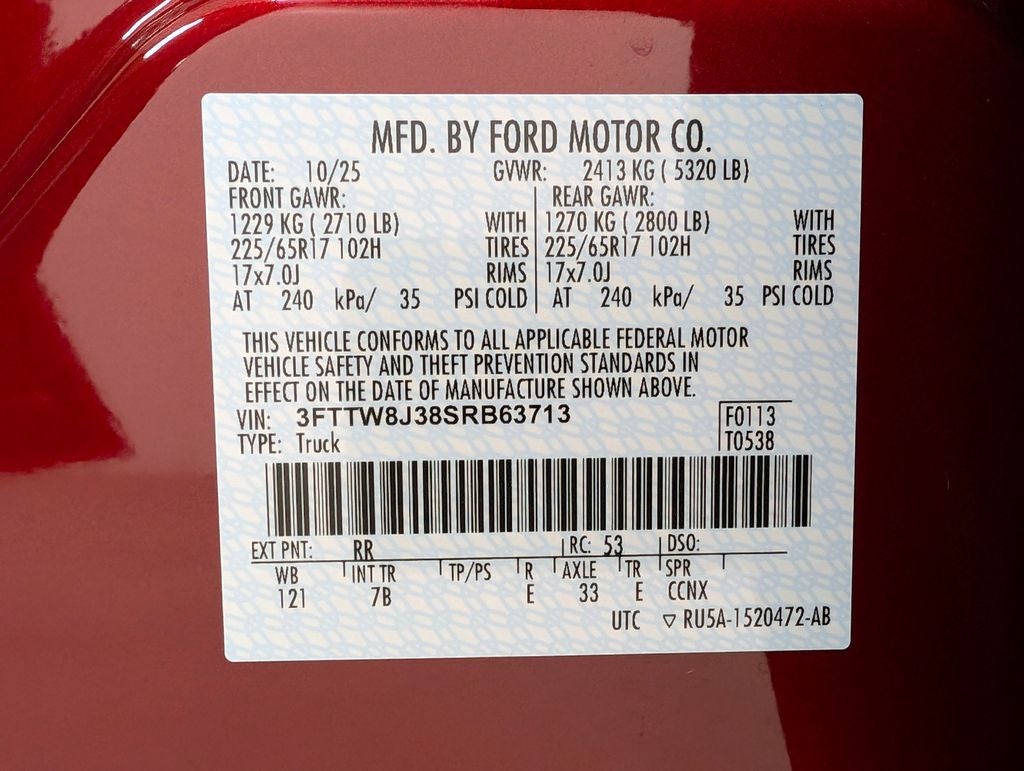 MFD. BY FORD MOTOR CO.
DATE: 10/25 GVWR: 2413 KG ( 5320 LB)
FRONT GAWR: REAR GAWR:
1229 KG ( 2710 LB) WITH 1270 KG ( 2800 LB) WITH
225/65R17 102H TIRES 225/65R17 102H TIRES
17x7.0J RIMS 17x7.0J RIMS
AT 240 kPa/ 35 PSI COLD AT 240 kPa/ 35 PSI COLD
THIS VEHICLE CONFORMS TO ALL APPLICABLE FEDERAL MOTOR
VEHICLE SAFETY AND THEFT PREVENTION STANDARDS IN
EFFECT ON THE DATE OF MANUFACTURE SHOWN ABOVE.
VIN: 3FTTW8J38SRB63713 F0113
TYPE: Truck T0538
EXT PNT: RR RC: 53 DSO:
WB INT TR TP/PS R AXLE TR SPR
121 7B E 33 E CCNX
UTC ▽ RU5A-1520472-AB